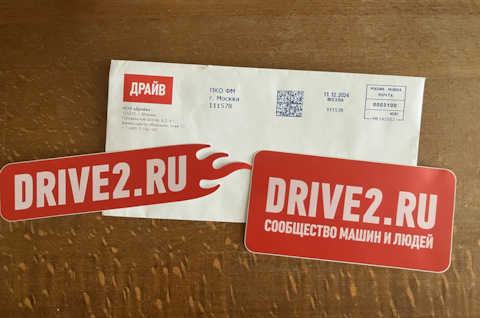 ДРАЙВ
ООО «Драйв»
ПКО ФМ
г. Москва
111578
11.12.2024
МОСКВА
111578
ПОЧТА
0003100
DRIVE2.RU
DRIVE2.RU
СООБЩЕСТВО МАШИН И ЛЮДЕЙ